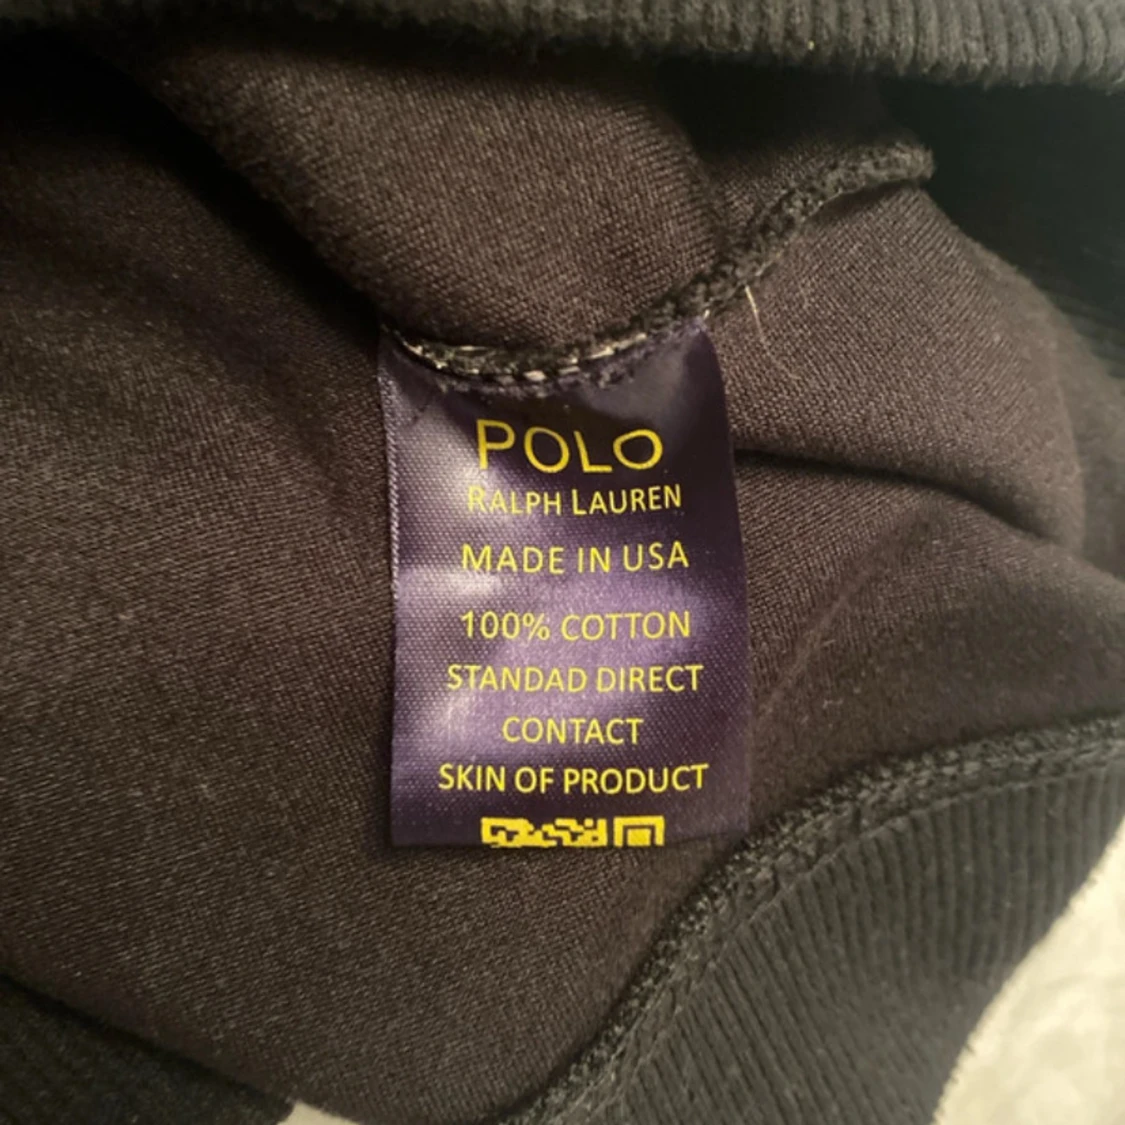 POLO
RALPH LAUREN
MADE IN USA
100% COTTON
STANDAD DIRECT
CONTACT
SKIN OF PRODUCT